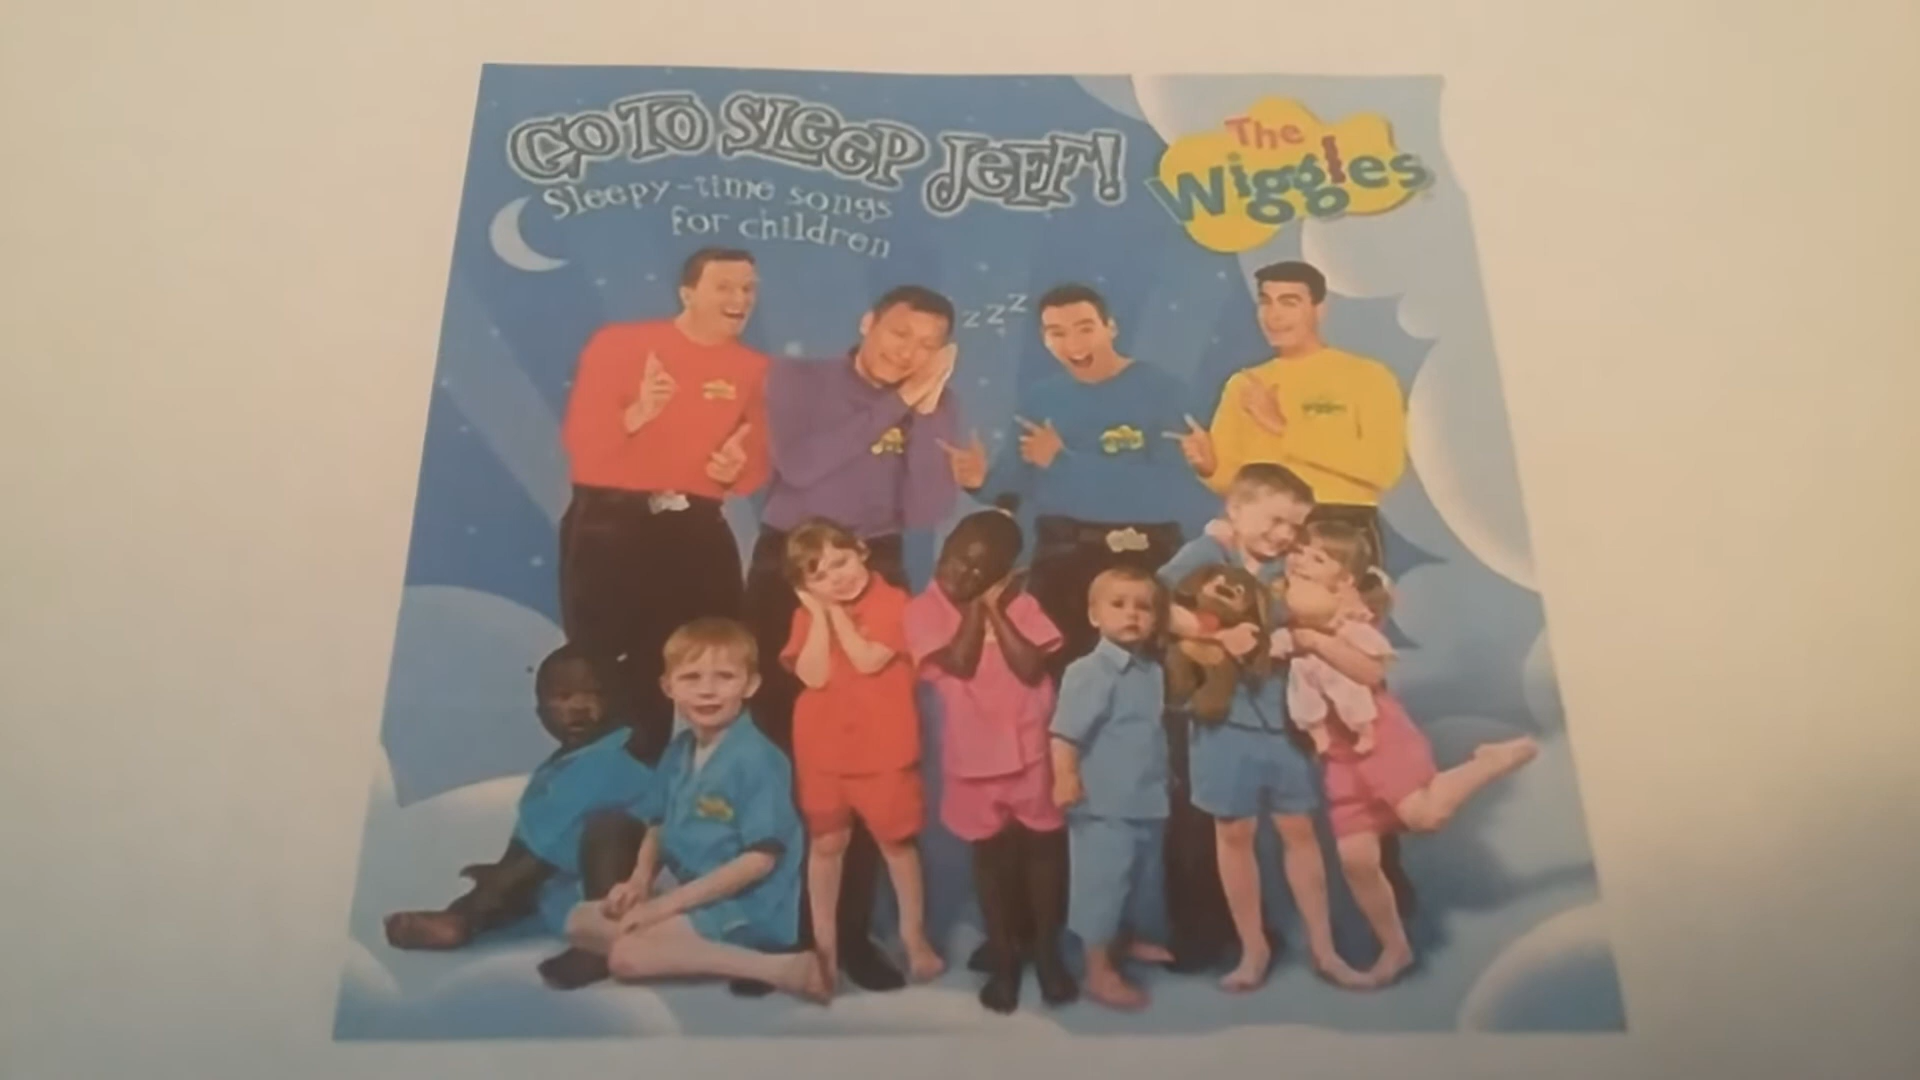 Go To Sleep Jeff!
Sleepy-time songs
for children
The
Wiggles
z z z